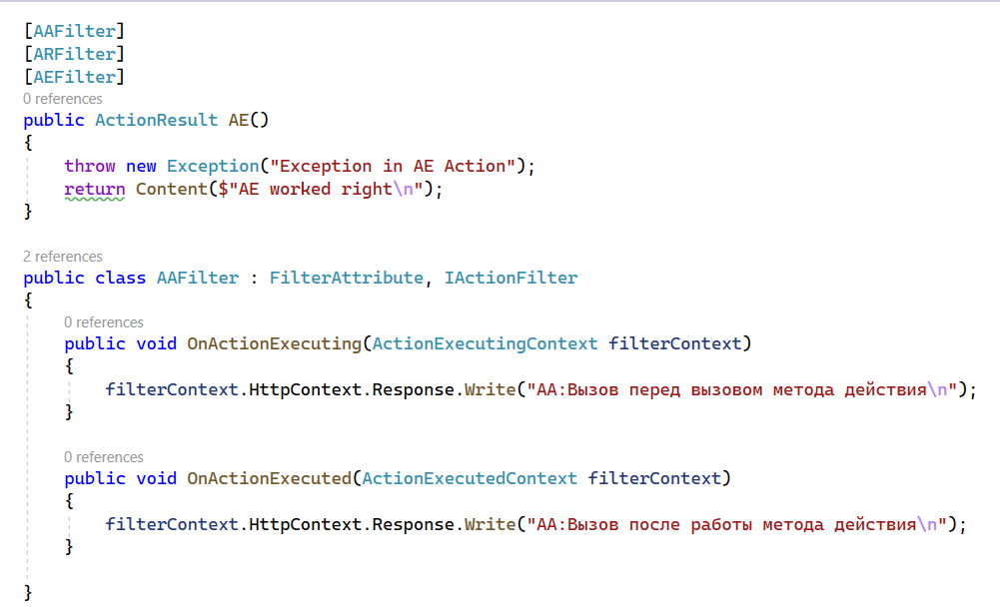 [AAFilter]
[ARFilter]
[AEFilter]
0 references
public ActionResult AE()
{
throw new Exception("Exception in AE Action");
return Content($"AE worked right\n");
}
2 references
public class AAFilter : FilterAttribute, IActionFilter
{
0 references
public void OnActionExecuting(ActionExecutingContext filterContext)
{
filterContext.HttpContext.Response.Write("AA:Вызов перед вызовом метода действия\n");
}
0 references
public void OnActionExecuted(ActionExecutedContext filterContext)
{
filterContext.HttpContext.Response.Write("AA:Вызов после работы метода действия\n");
}
}